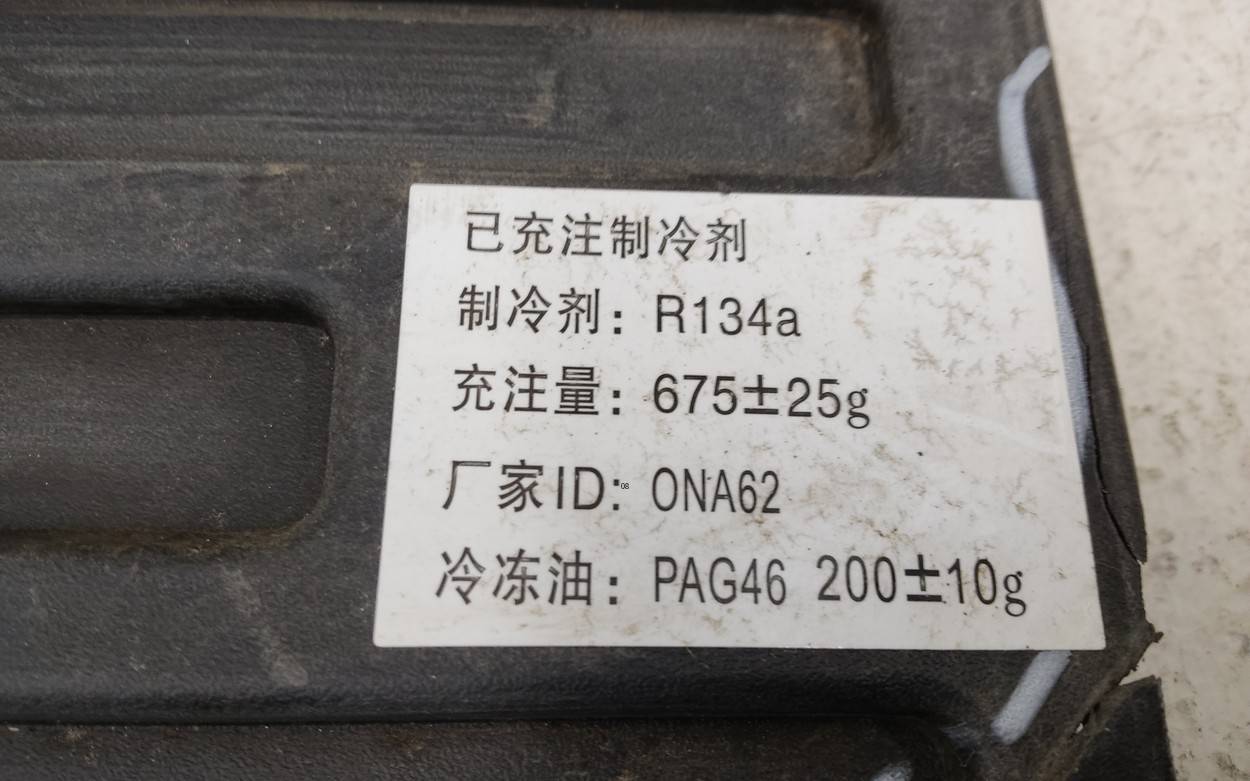 已充注制冷剂
制冷剂：R134a
充注量：675±25g
厂家ID:08 ONA62
冷冻油：PAG46 200±10g